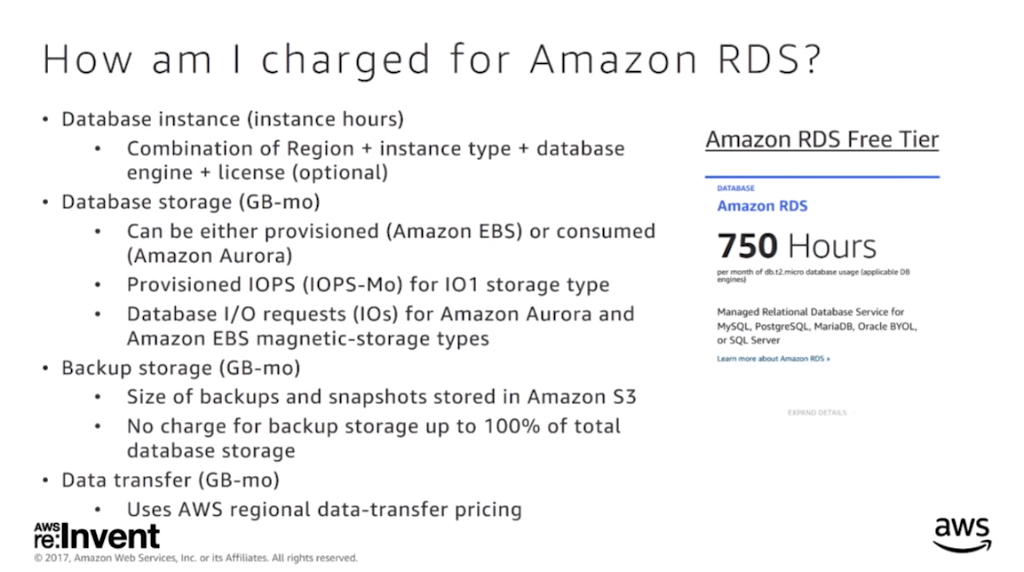 How am I charged for Amazon RDS?
• Database instance (instance hours)
• Combination of Region + instance type + database
engine + license (optional)
• Database storage (GB-mo)
• Can be either provisioned (Amazon EBS) or consumed
(Amazon Aurora)
• Provisioned IOPS (IOPS-Mo) for IO1 storage type
• Database I/O requests (IOs) for Amazon Aurora and
Amazon EBS magnetic-storage types
• Backup storage (GB-mo)
• Size of backups and snapshots stored in Amazon S3
• No charge for backup storage up to 100% of total
database storage
• Data transfer (GB-mo)
• Uses AWS regional data-transfer pricing
Amazon RDS Free Tier
DATABASE
Amazon RDS
750 Hours
per month of db.t2.micro database usage (applicable DB
engines)
Managed Relational Database Service for
MySQL, PostgreSQL, MariaDB, Oracle BYOL,
or SQL Server
Learn more about Amazon RDS »
EXPAND DETAILS
AWS
re:Invent
© 2017, Amazon Web Services, Inc. or its Affiliates. All rights reserved.
aws